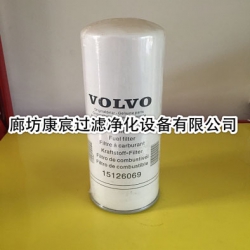 VOLVO
廊坊康宸过滤净化设备有限公司
Fuel filter
Filtre à carburant
Kraftstoff-Filter
Filtro de combustible
Filtro de combustível
15126069